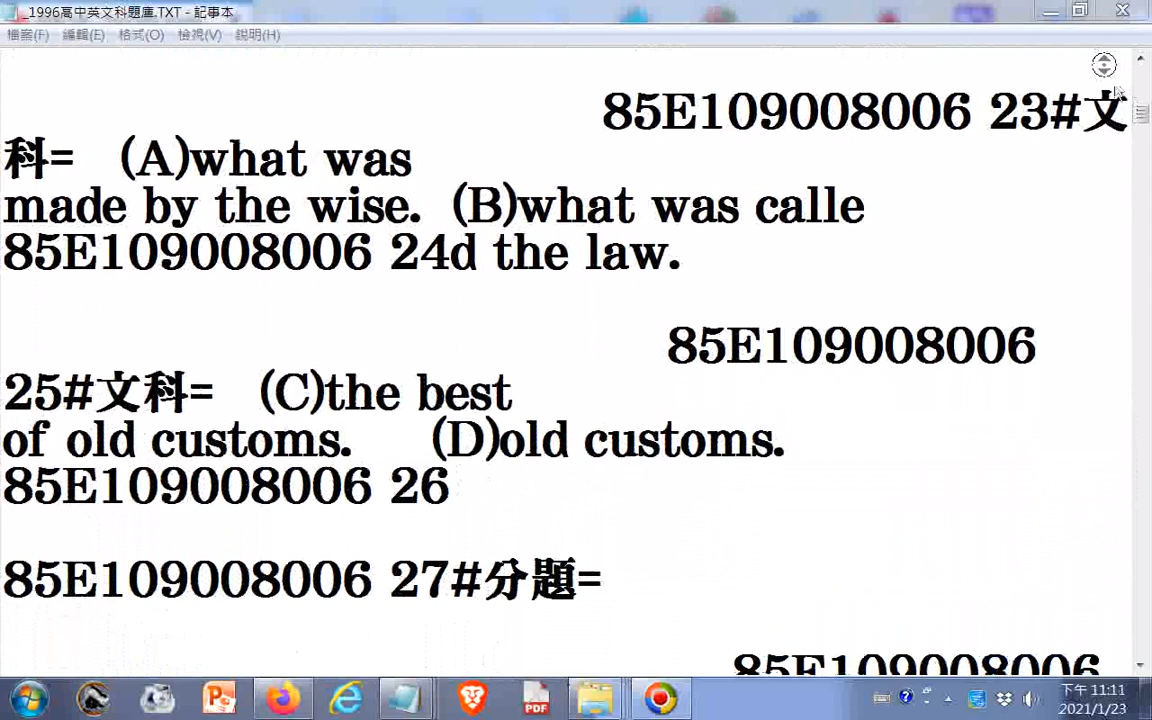 _1996高中英文科題庫.TXT - 記事本
檔案(F) 編輯(E) 格式(O) 檢視(V) 說明(H)
85E109008006 23#文
科= (A)what was
made by the wise. (B)what was calle
85E109008006 24d the law.
85E109008006
25#文科= (C)the best
of old customs. (D)old customs.
85E109008006 26
85E109008006 27#分題=
85E109008006
PDF
下午 11:11
2021/1/23